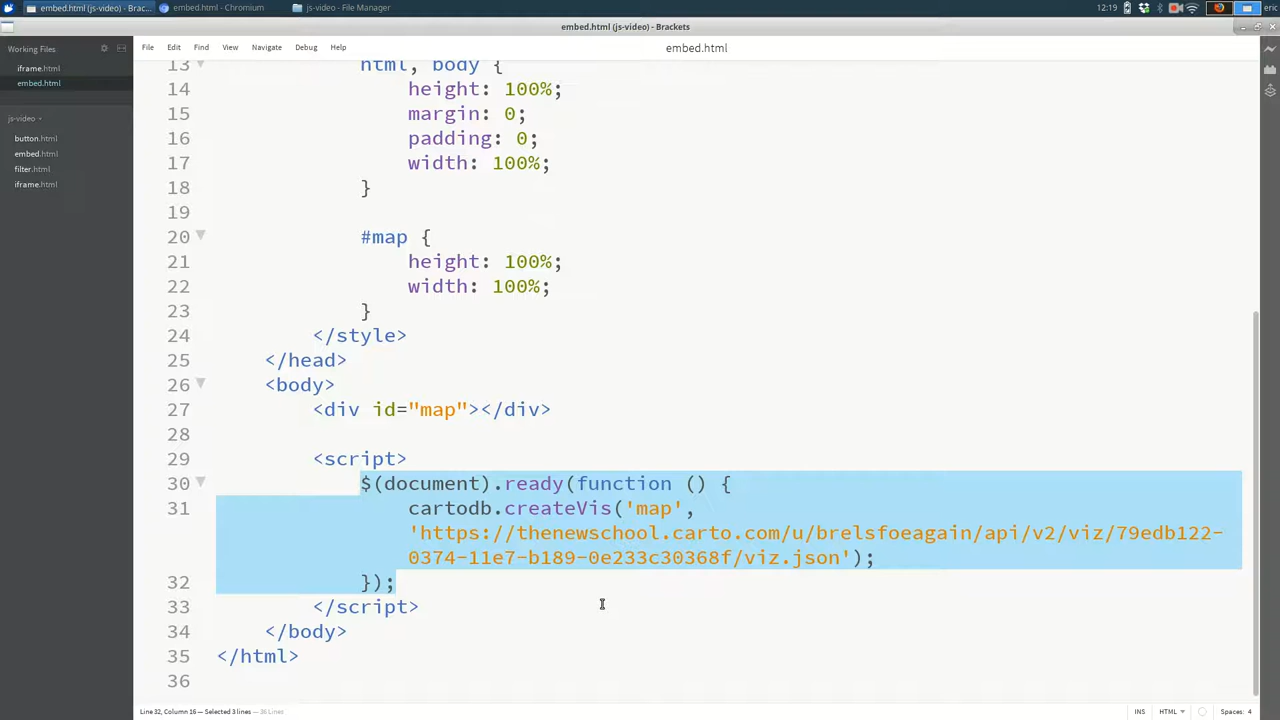 embed.html (js-video) - Brac...
embed.html - Chromium
js-video - File Manager
12:19
eric
embed.html (js-video) - Brackets
Working Files
File Edit Find View Navigate Debug Help
embed.html
iframe.html
embed.html
js-video
button.html
embed.html
filter.html
iframe.html
13 html, body {
14 height: 100%;
15 margin: 0;
16 padding: 0;
17 width: 100%;
18 }
19
20 #map {
21 height: 100%;
22 width: 100%;
23 }
24 </style>
25 </head>
26 <body>
27 <div id="map"></div>
28
29 <script>
30 $(document).ready(function () {
31 cartodb.createVis('map',
'https://thenewschool.carto.com/u/brelsfoeagain/api/v2/viz/79edb122-
0374-11e7-b189-0e233c30368f/viz.json');
32 });
33 </script>
34 </body>
35 </html>
36
Line 32, Column 16 — Selected 3 lines — 36 Lines
INS HTML Spaces: 4